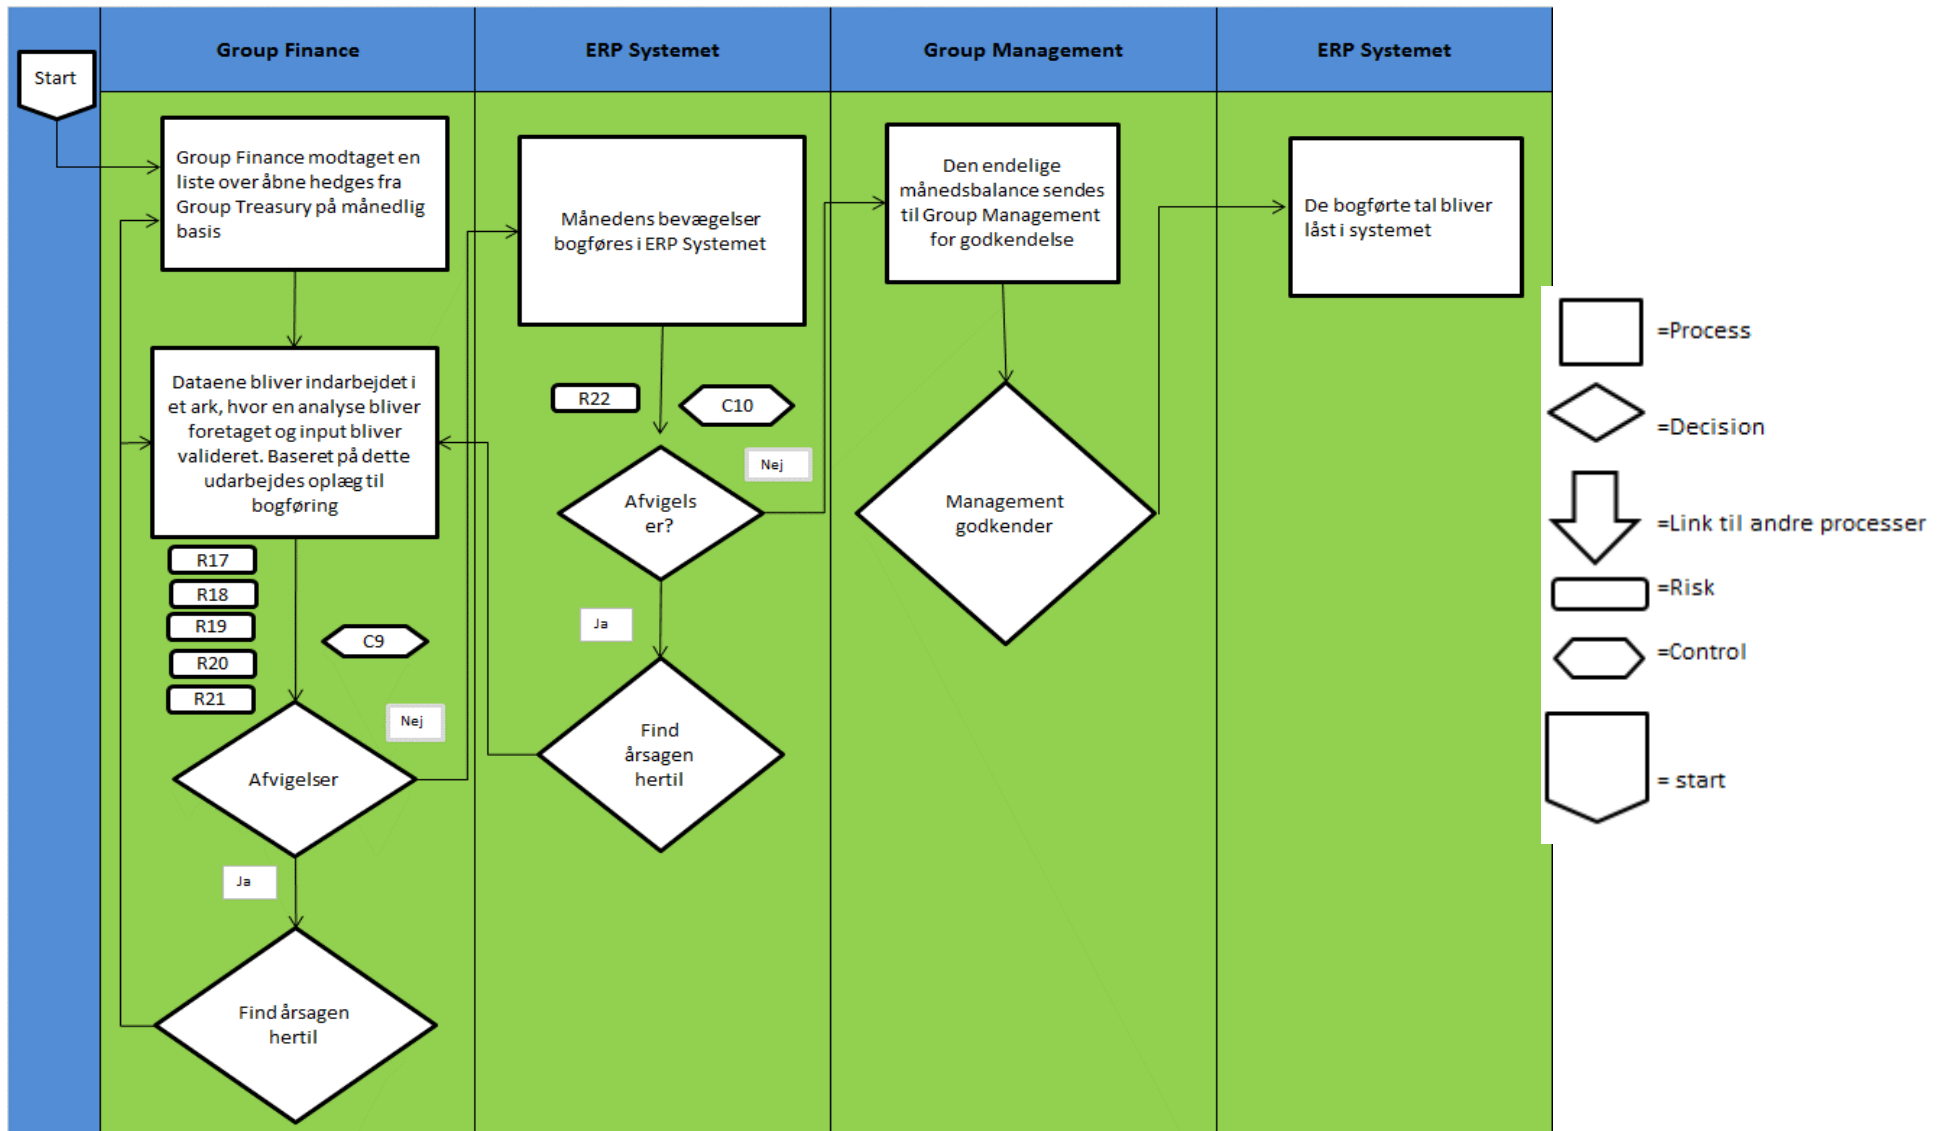 Start
Group Finance
ERP Systemet
Group Management
ERP Systemet
Group Finance modtaget en
liste over åbne hedges fra
Group Treasury på månedlig
basis
Dataene bliver indarbejdet i
et ark, hvor en analyse bliver
foretaget og input bliver
valideret. Baseret på dette
udarbejdes oplæg til
bogføring
R17
R18
R19
R20
R21
C9
Nej
Afvigelser
Ja
Find årsagen
hertil
Månedens bevægelser
bogføres i ERP Systemet
R22
C10
Nej
Afvigels
er?
Ja
Find
årsagen
hertil
Den endelige
månedsbalance sendes
til Group Management
for godkendelse
Management
godkender
De bogførte tal bliver
låst i systemet
=Process
=Decision
=Link til andre processer
=Risk
=Control
= start